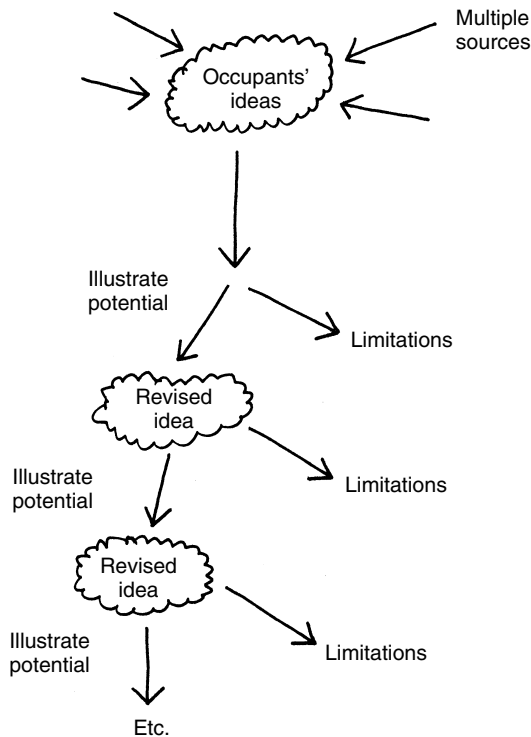 Multiple
sources
Occupants’
ideas
Illustrate
potential
Limitations
Revised
idea
Illustrate
potential
Limitations
Revised
idea
Illustrate
potential
Limitations
Etc.